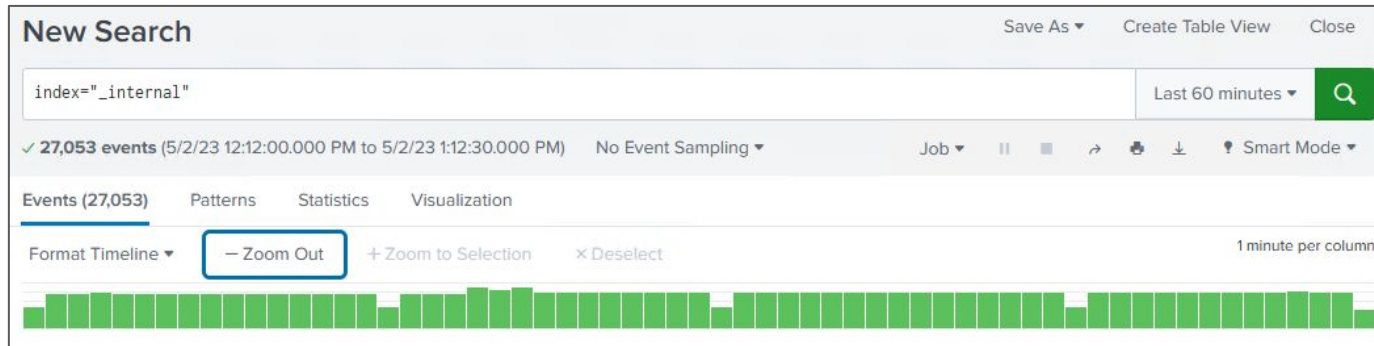 New Search
Save As ▾ Create Table View Close
index="_internal"
Last 60 minutes ▾
✓ 27,053 events (5/2/23 12:12:00.000 PM to 5/2/23 1:12:30.000 PM) No Event Sampling ▾ Job ▾ Smart Mode ▾
Events (27,053) Patterns Statistics Visualization
Format Timeline ▾ — Zoom Out + Zoom to Selection × Deselect 1 minute per column